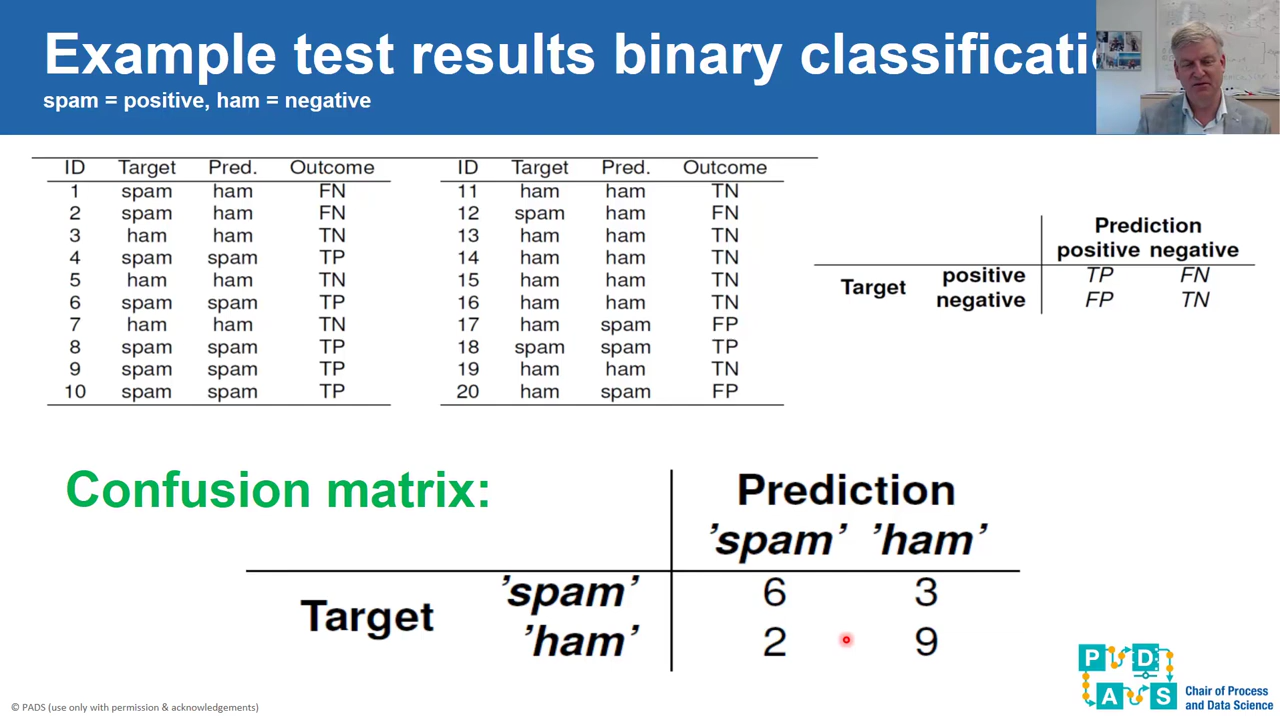 Example test results binary classificati
spam = positive, ham = negative
ID Target Pred. Outcome
1 spam ham FN
2 spam ham FN
3 ham ham TN
4 spam spam TP
5 ham ham TN
6 spam spam TP
7 ham ham TN
8 spam spam TP
9 spam spam TP
10 spam spam TP
ID Target Pred. Outcome
11 ham ham TN
12 spam ham FN
13 ham ham TN
14 ham ham TN
15 ham ham TN
16 ham ham TN
17 ham spam FP
18 spam spam TP
19 ham ham TN
20 ham spam FP
Prediction
positive negative
Target positive TP FN
negative FP TN
Confusion matrix:
Prediction
’spam’ ’ham’
Target ’spam’ 6 3
’ham’ 2 9
P D
A S
Chair of Process
and Data Science
© PADS (use only with permission & acknowledgements)